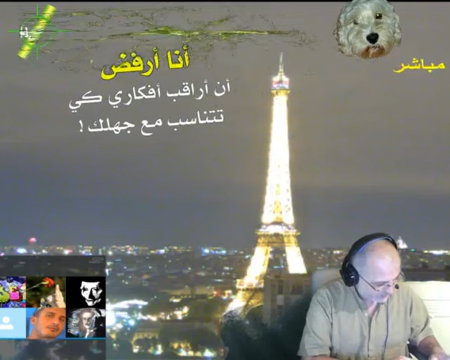 أنا أرفض
مباشر
أن أراقب أفكاري كي
تتناسب مع جهلك !